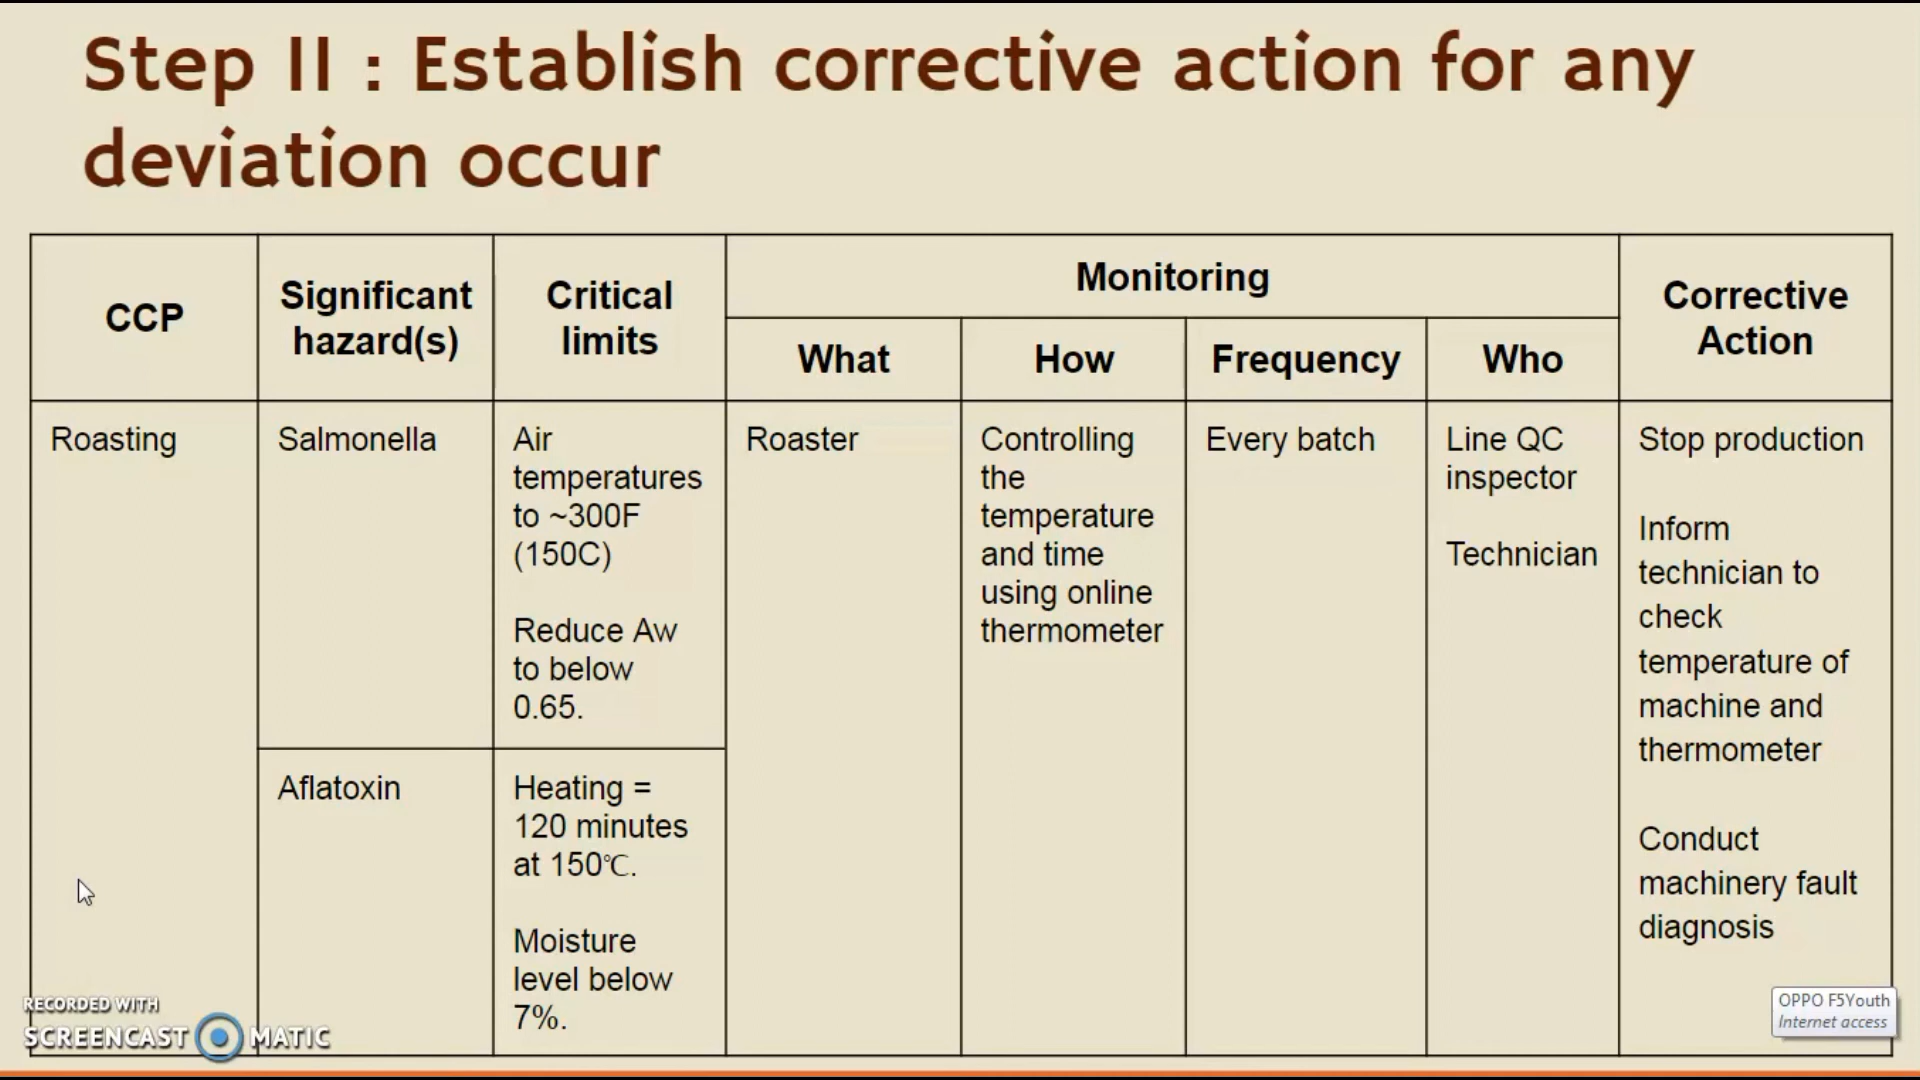 Step II : Establish corrective action for any
deviation occur
CCP
Significant
hazard(s)
Critical
limits
Monitoring
What
How
Frequency
Who
Corrective
Action
Roasting
Salmonella
Air
temperatures
to ~300F
(150C)
Reduce Aw
to below
0.65.
Roaster
Controlling
the
temperature
and time
using online
thermometer
Every batch
Line QC
inspector
Technician
Stop production
Inform
technician to
check
temperature of
machine and
thermometer
Conduct
machinery fault
diagnosis
Aflatoxin
Heating =
120 minutes
at 150℃.
Moisture
level below
7%.
RECORDED WITH
SCREENCAST MATIC
OPPO F5Youth
Internet access